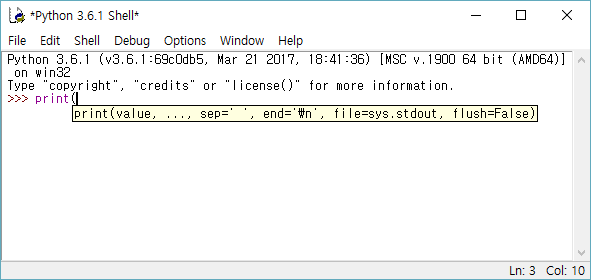 *Python 3.6.1 Shell*
File Edit Shell Debug Options Window Help
Python 3.6.1 (v3.6.1:69c0db5, Mar 21 2017, 18:41:36) [MSC v.1900 64 bit (AMD64)]
 on win32
Type "copyright", "credits" or "license()" for more information.
>>> print(
print(value, ..., sep=' ', end='₩n', file=sys.stdout, flush=False)
Ln: 3 Col: 10